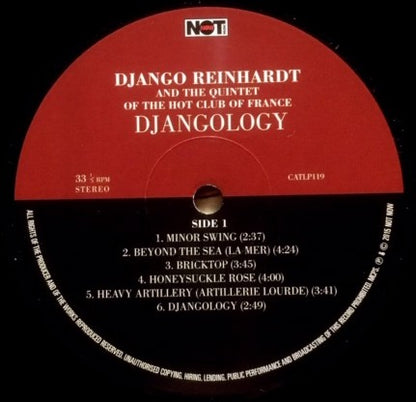 NOT NOW
DJANGO REINHARDT
AND THE QUINTET
OF THE HOT CLUB OF FRANCE
DJANGOLOGY
33 ⅓ RPM
STEREO
CATLP119
SIDE 1
1. MINOR SWING (2:37)
2. BEYOND THE SEA (LA MER) (4:24)
3. BRICKTOP (3:45)
4. HONEYSUCKLE ROSE (4:00)
5. HEAVY ARTILLERY (ARTILLERIE LOURDE) (3:41)
6. DJANGOLOGY (2:49)
ALL RIGHTS OF THE PRODUCER AND OF THE WORKS REPRODUCED RESERVED. UNAUTHORISED COPYING, HIRING, LENDING, PUBLIC PERFORMANCE AND BROADCASTING OF THIS RECORD PROHIBITED. ℗ & © 2015 NOT NOW